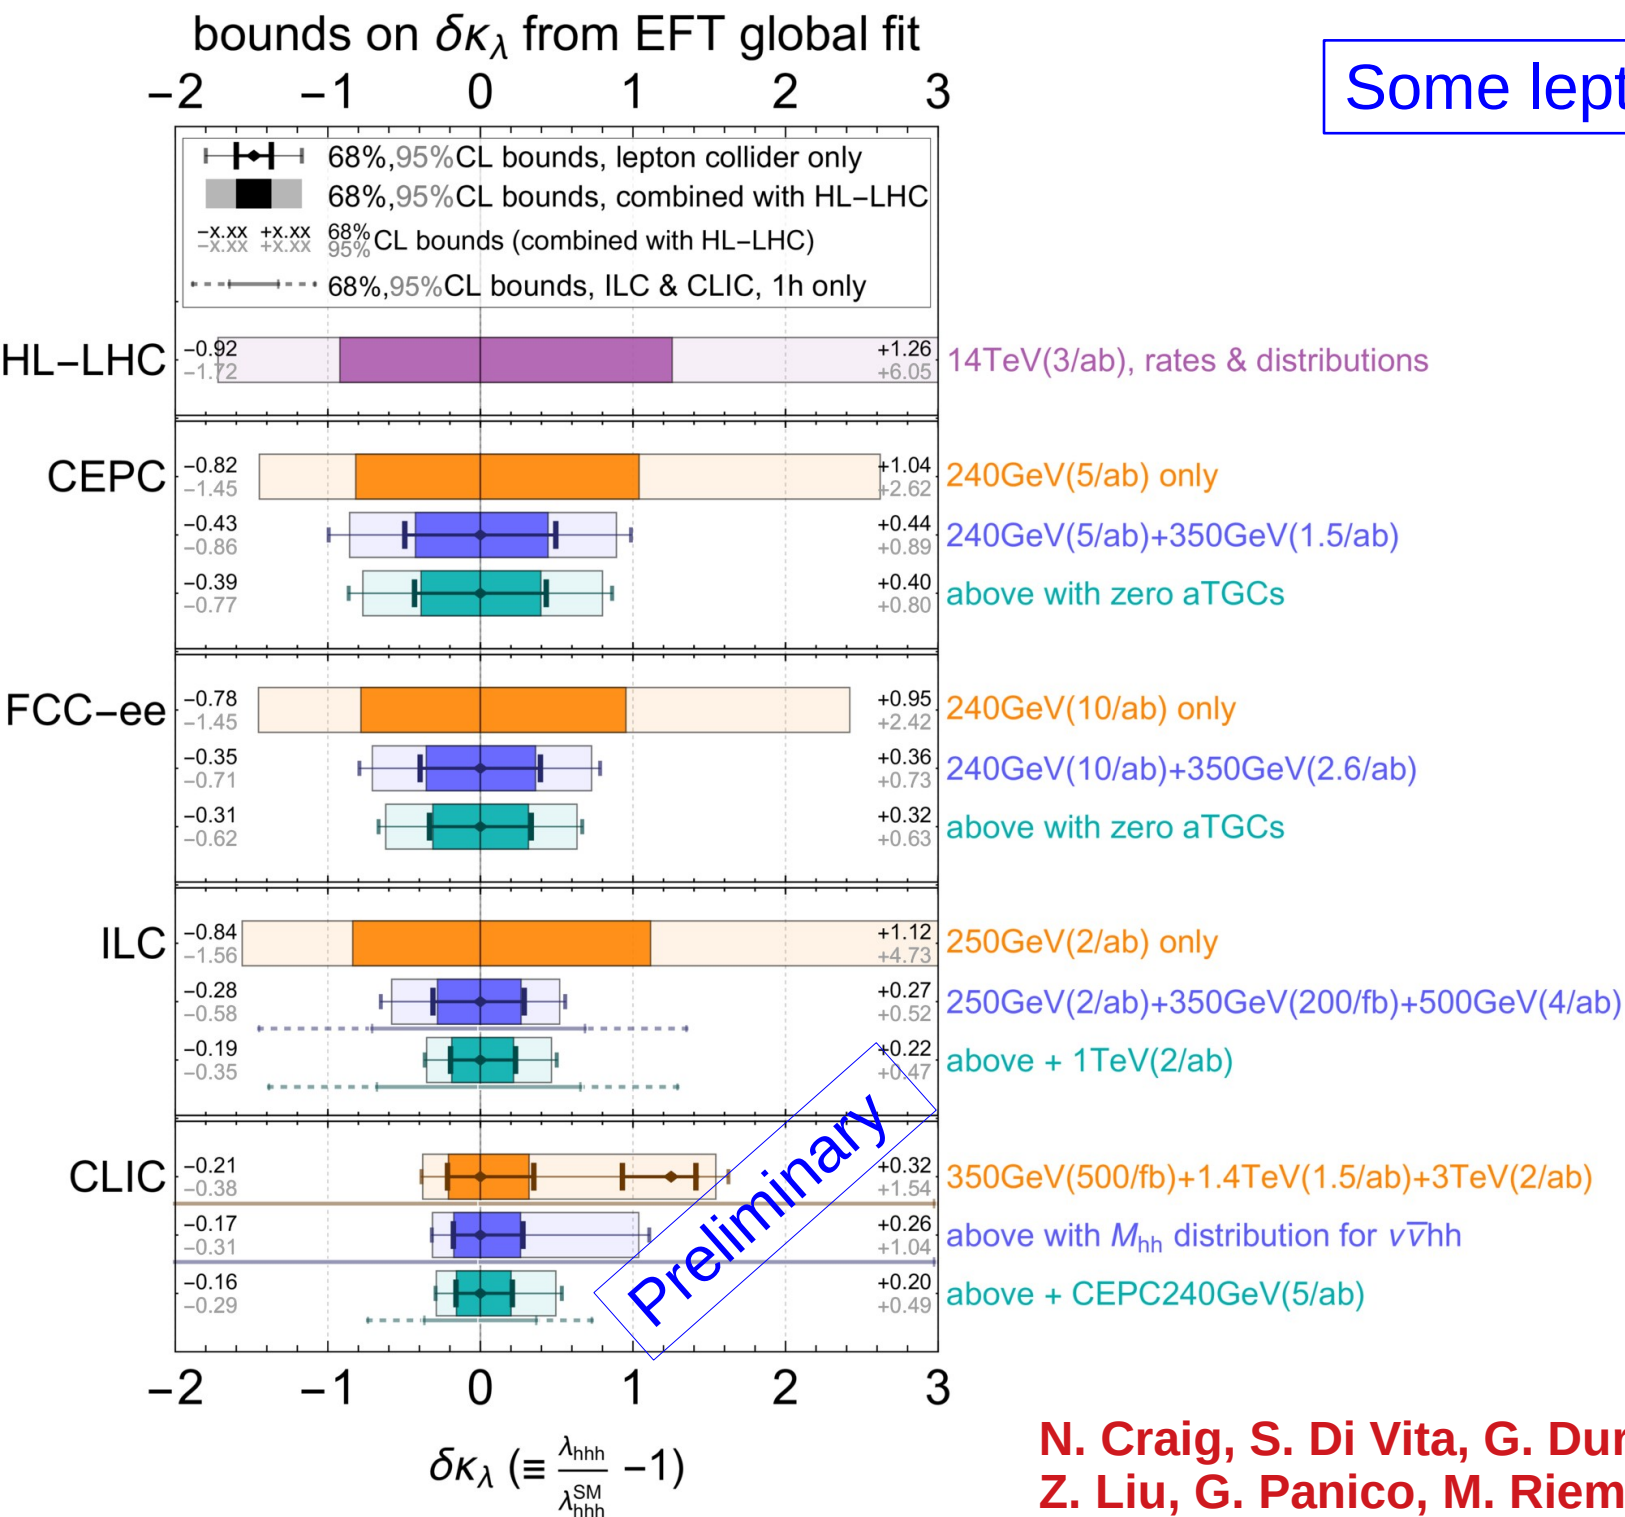 bounds on δκλ from EFT global fit
−2 −1 0 1 2 3
Some lept
68%,95%CL bounds, lepton collider only
68%,95%CL bounds, combined with HL−LHC
−x.xx +x.xx 68%
−x.xx +x.xx 95% CL bounds (combined with HL−LHC)
68%,95%CL bounds, ILC & CLIC, 1h only
HL−LHC −0.92 +1.26 14TeV(3/ab), rates & distributions
−1.72 +6.05
CEPC −0.82 +1.04 240GeV(5/ab) only
−1.45 +2.62
−0.43 +0.44 240GeV(5/ab)+350GeV(1.5/ab)
−0.86 +0.89
−0.39 +0.40 above with zero aTGCs
−0.77 +0.80
FCC−ee −0.78 +0.95 240GeV(10/ab) only
−1.45 +2.42
−0.35 +0.36 240GeV(10/ab)+350GeV(2.6/ab)
−0.71 +0.73
−0.31 +0.32 above with zero aTGCs
−0.62 +0.63
ILC −0.84 +1.12 250GeV(2/ab) only
−1.56 +4.73
−0.28 +0.27 250GeV(2/ab)+350GeV(200/fb)+500GeV(4/ab)
−0.58 +0.52
−0.19 +0.22 above + 1TeV(2/ab)
−0.35 +0.47
CLIC −0.21 +0.32 350GeV(500/fb)+1.4TeV(1.5/ab)+3TeV(2/ab)
−0.38 +1.54
−0.17 +0.26 above with Mhh distribution for νν̅hh
−0.31 +1.04
−0.16 +0.20 above + CEPC240GeV(5/ab)
−0.29 +0.49
Preliminary
−2 −1 0 1 2 3
δκλ (≡ λhhh / λhhh^SM −1)
N. Craig, S. Di Vita, G. Dur
Z. Liu, G. Panico, M. Riem